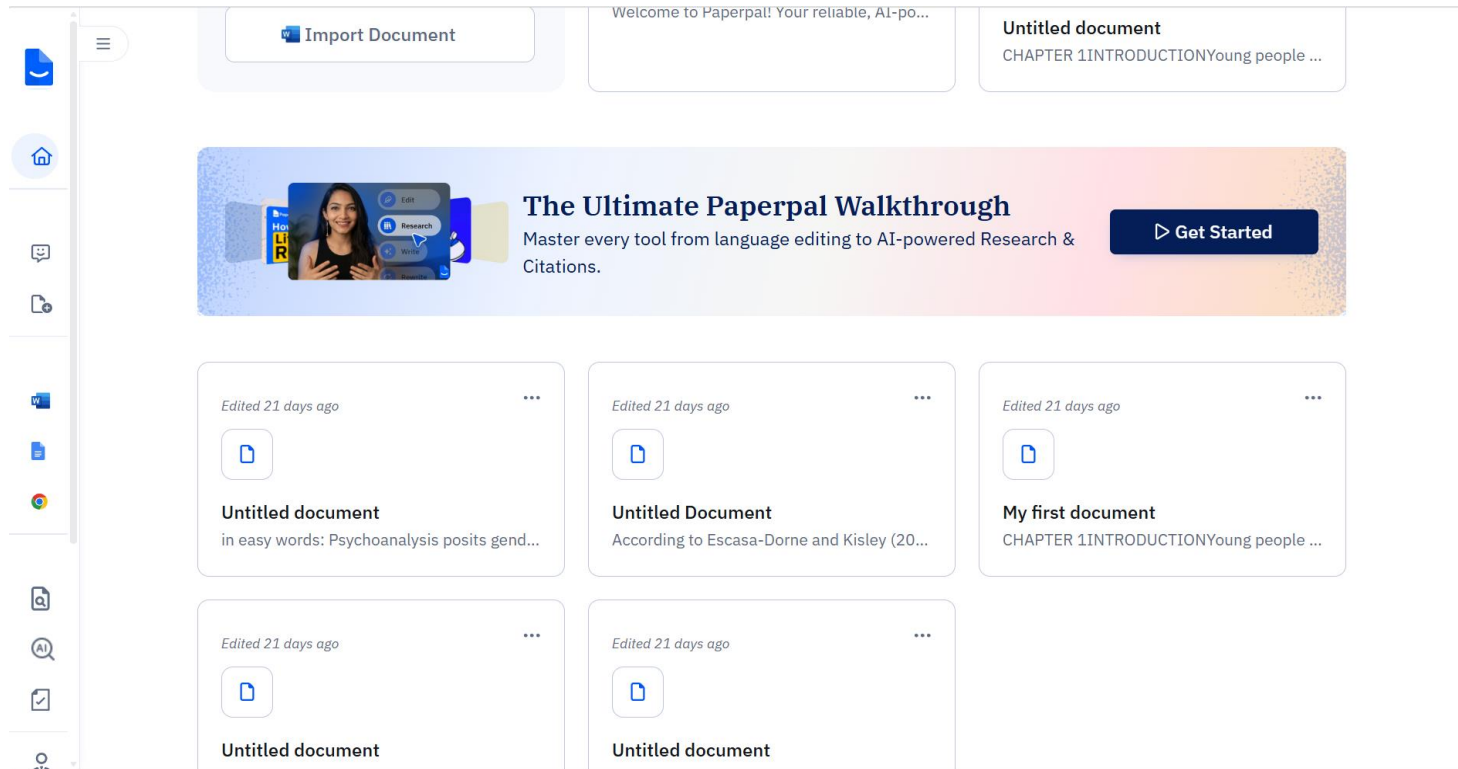 Import Document
Welcome to Paperpal! Your reliable, AI-po...
Untitled document
CHAPTER 1INTRODUCTIONYoung people ...
Edit
Research
Write
Rewrite
The Ultimate Paperpal Walkthrough
Master every tool from language editing to AI-powered Research &
Citations.
Get Started
Edited 21 days ago
Untitled document
in easy words: Psychoanalysis posits gend...
Edited 21 days ago
Untitled Document
According to Escasa-Dorne and Kisley (20...
Edited 21 days ago
My first document
CHAPTER 1INTRODUCTIONYoung people ...
Edited 21 days ago
Untitled document
Edited 21 days ago
Untitled document
W
AI